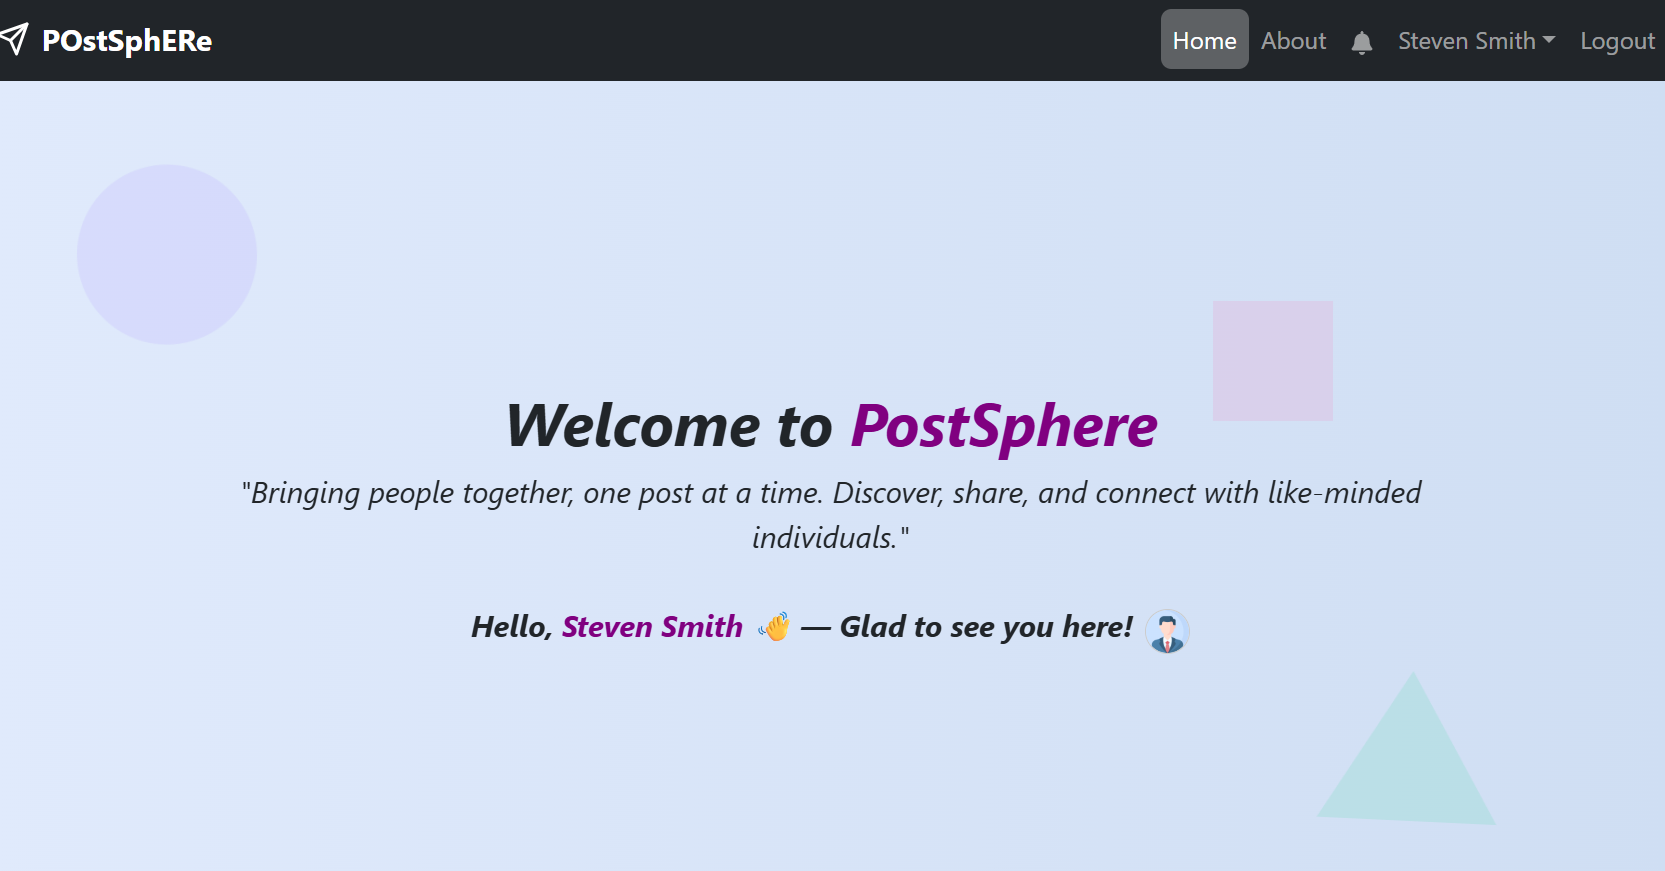 POstSphERe
Home About Steven Smith Logout
Welcome to PostSphere
"Bringing people together, one post at a time. Discover, share, and connect with like-minded
individuals."
Hello, Steven Smith 👋 — Glad to see you here!